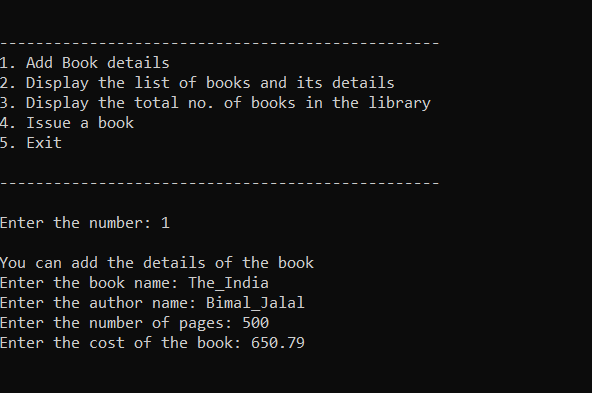 -------------------------------------------------
1. Add Book details
2. Display the list of books and its details
3. Display the total no. of books in the library
4. Issue a book
5. Exit
-------------------------------------------------
Enter the number: 1
You can add the details of the book
Enter the book name: The_India
Enter the author name: Bimal_Jalal
Enter the number of pages: 500
Enter the cost of the book: 650.79